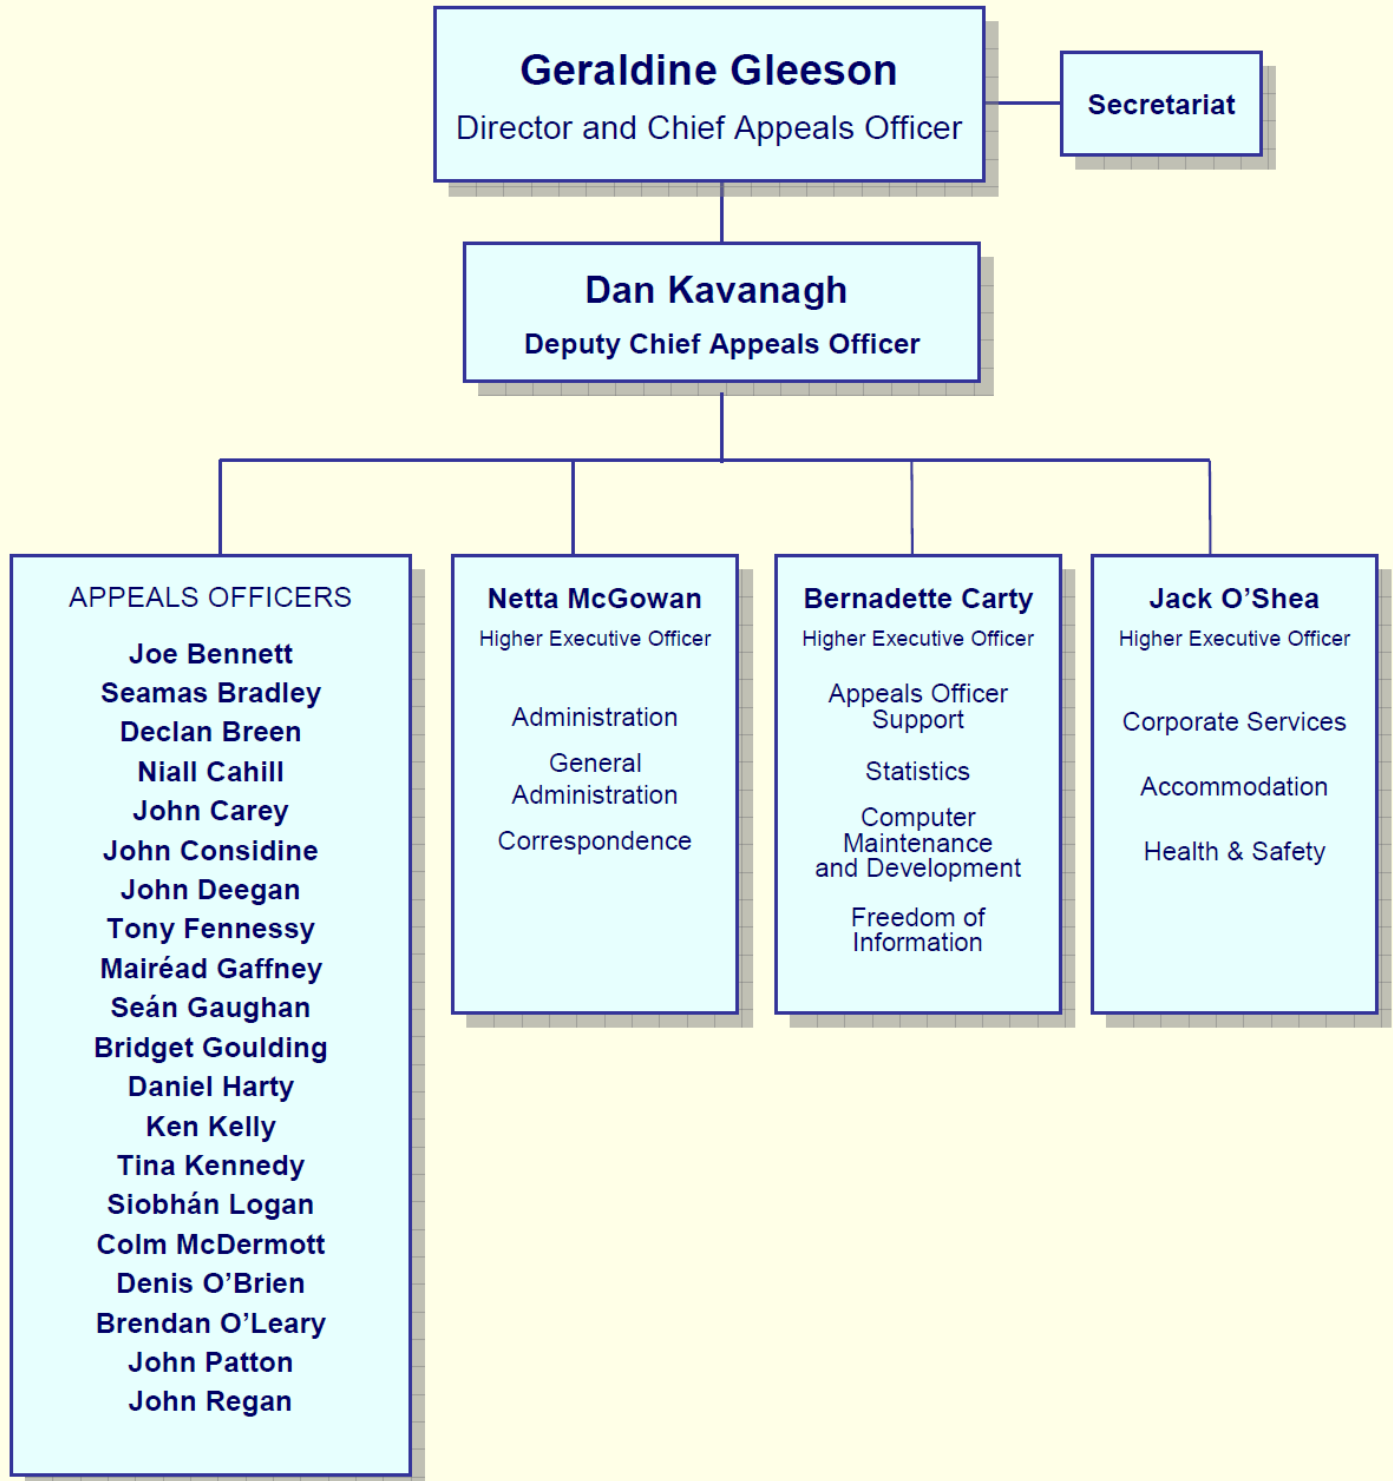 Geraldine Gleeson
Director and Chief Appeals Officer
Secretariat
Dan Kavanagh
Deputy Chief Appeals Officer
APPEALS OFFICERS
Joe Bennett
Seamas Bradley
Declan Breen
Niall Cahill
John Carey
John Considine
John Deegan
Tony Fennessy
Mairéad Gaffney
Seán Gaughan
Bridget Goulding
Daniel Harty
Ken Kelly
Tina Kennedy
Siobhán Logan
Colm McDermott
Denis O’Brien
Brendan O’Leary
John Patton
John Regan
Netta McGowan
Higher Executive Officer
Administration
General
Administration
Correspondence
Bernadette Carty
Higher Executive Officer
Appeals Officer
Support
Statistics
Computer
Maintenance
and Development
Freedom of
Information
Jack O’Shea
Higher Executive Officer
Corporate Services
Accommodation
Health & Safety